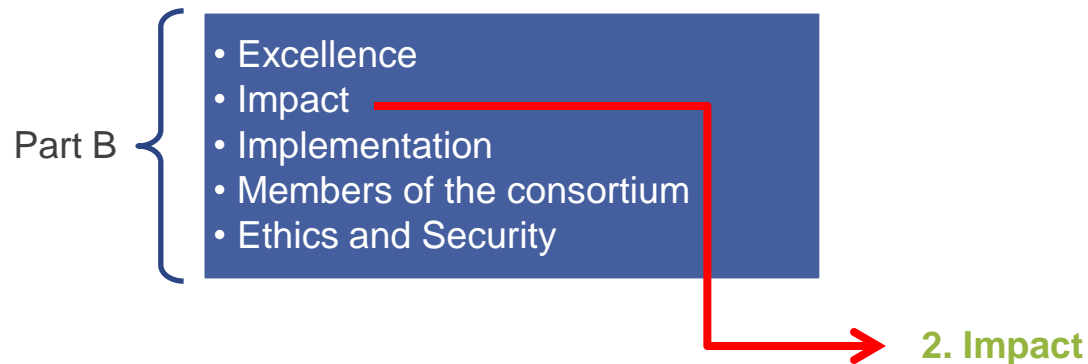 Part B
• Excellence
• Impact
• Implementation
• Members of the consortium
• Ethics and Security
2. Impact